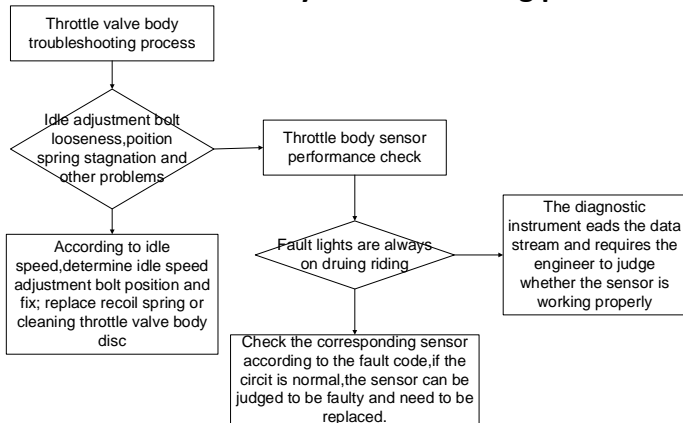 Throttle valve body
troubleshooting process
Idle adjustment bolt
looseness,poition
spring stagnation and
other problems
Throttle body sensor
performance check
According to idle
speed,determine idle speed
adjustment bolt position and
fix; replace recoil spring or
cleaning throttle valve body
disc
Fault lights are always
on druing riding
The diagnostic
instrument eads the data
stream and requires the
engineer to judge
whether the sensor is
working properly
Check the corresponding sensor
according to the fault code,if the
circit is normal,the sensor can be
judged to be faulty and need to be
replaced.